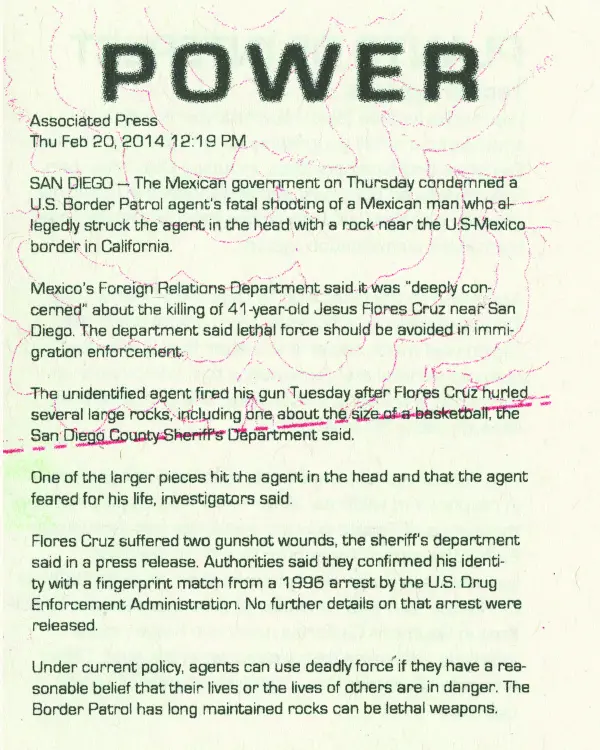 POWER
Associated Press
Thu Feb 20, 2014 12:19 PM
SAN DIEGO – The Mexican government on Thursday condemned a
U.S. Border Patrol agent's fatal shooting of a Mexican man who al-
legedly struck the agent in the head with a rock near the U.S-Mexico
border in California.
Mexico's Foreign Relations Department said it was "deeply con-
cerned" about the killing of 41-year-old Jesus Flores Cruz near San
Diego. The department said lethal force should be avoided in immi-
gration enforcement.
The unidentified agent fired his gun Tuesday after Flores Cruz hurled
several large rocks, including one about the size of a basketball, the
San Diego County Sheriff's Department said.
One of the larger pieces hit the agent in the head and that the agent
feared for his life, investigators said.
Flores Cruz suffered two gunshot wounds, the sheriff's department
said in a press release. Authorities said they confirmed his identi-
ty with a fingerprint match from a 1996 arrest by the U.S. Drug
Enforcement Administration. No further details on that arrest were
released.
Under current policy, agents can use deadly force if they have a rea-
sonable belief that their lives or the lives of others are in danger. The
Border Patrol has long maintained rocks can be lethal weapons.